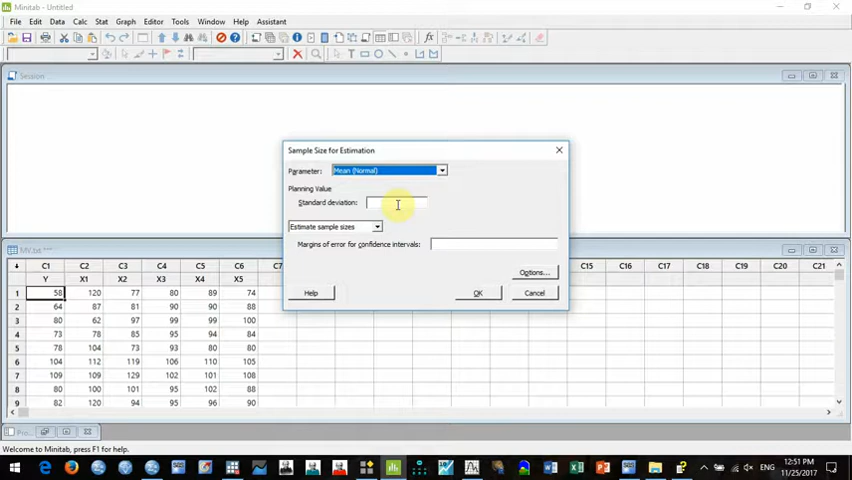 Minitab - Untitled
File Edit Data Calc Stat Graph Editor Tools Window Help Assistant
Session
Sample Size for Estimation
Parameter: Mean (Normal)
Planning Value
Standard deviation:
Estimate sample sizes
Margins of error for confidence intervals:
Options...
Help OK Cancel
C1 C2 C3 C4 C5 C6 C7 C15 C16 C17 C18 C19 C20 C21
Y X1 X2 X3 X4 X5
1 58 120 77 80 89 74
2 64 87 81 90 90 88
3 80 62 97 99 99 100
4 73 78 85 95 94 84
5 78 104 73 93 80 80
6 104 112 119 106 106 105
7 109 109 129 102 101 108
8 80 100 101 95 102 88
9 82 120 94 95 96 90
Pro...
Welcome to Minitab, press F1 for help.
12:51 PM
ENG
11/25/2017